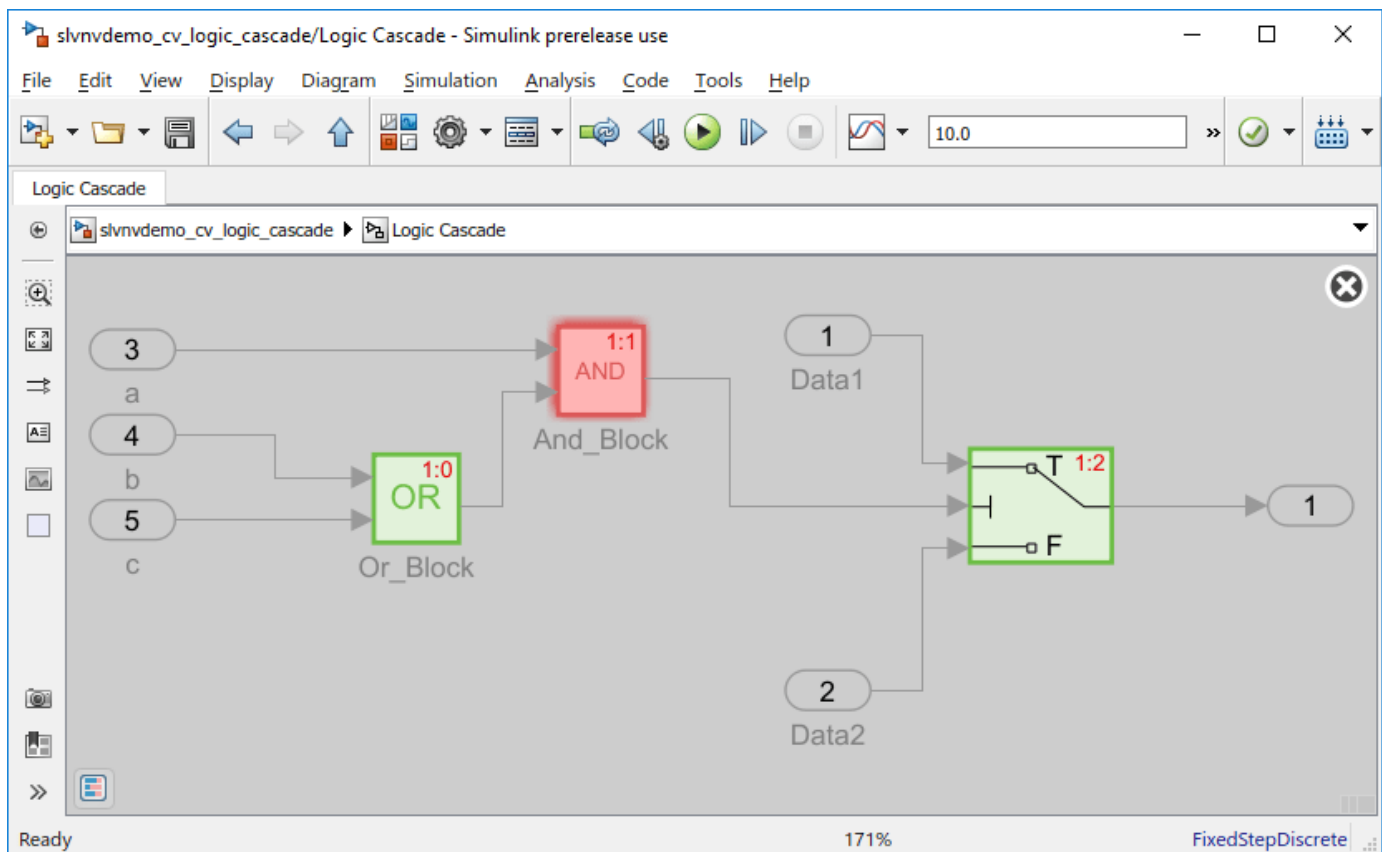 slvnvdemo_cv_logic_cascade/Logic Cascade - Simulink prerelease use
File Edit View Display Diagram Simulation Analysis Code Tools Help
10.0
Logic Cascade
slvnvdemo_cv_logic_cascade Logic Cascade
3
a
4
b
5
c
1:0
OR
Or_Block
1:1
AND
And_Block
1
Data1
T 1:2
F
1
2
Data2
Ready 171% FixedStepDiscrete